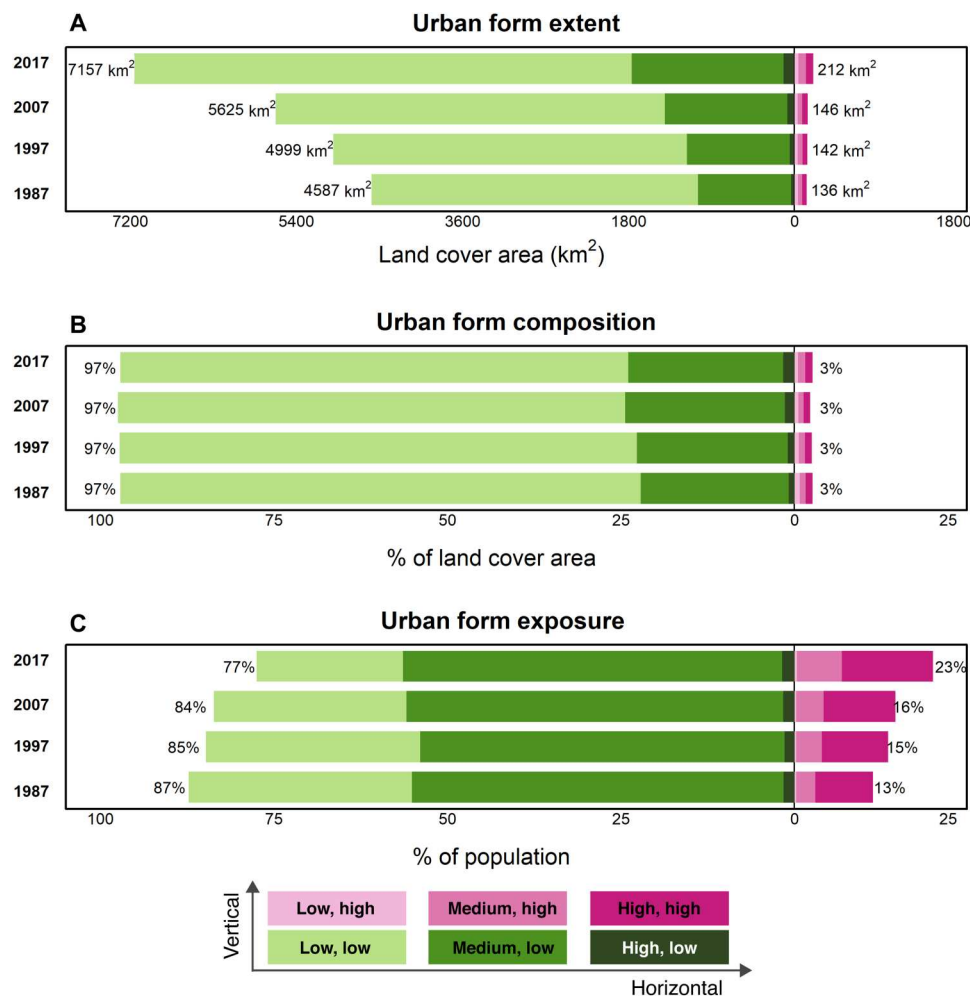 A Urban form extent
2017 7157 km² 212 km²
2007 5625 km² 146 km²
1997 4999 km² 142 km²
1987 4587 km² 136 km²
7200 5400 3600 1800 0 1800
Land cover area (km²)
B Urban form composition
2017 97% 3%
2007 97% 3%
1997 97% 3%
1987 97% 3%
100 75 50 25 0 25
% of land cover area
C Urban form exposure
2017 77% 23%
2007 84% 16%
1997 85% 15%
1987 87% 13%
100 75 50 25 0 25
% of population
Vertical
Low, high Medium, high High, high
Low, low Medium, low High, low
Horizontal